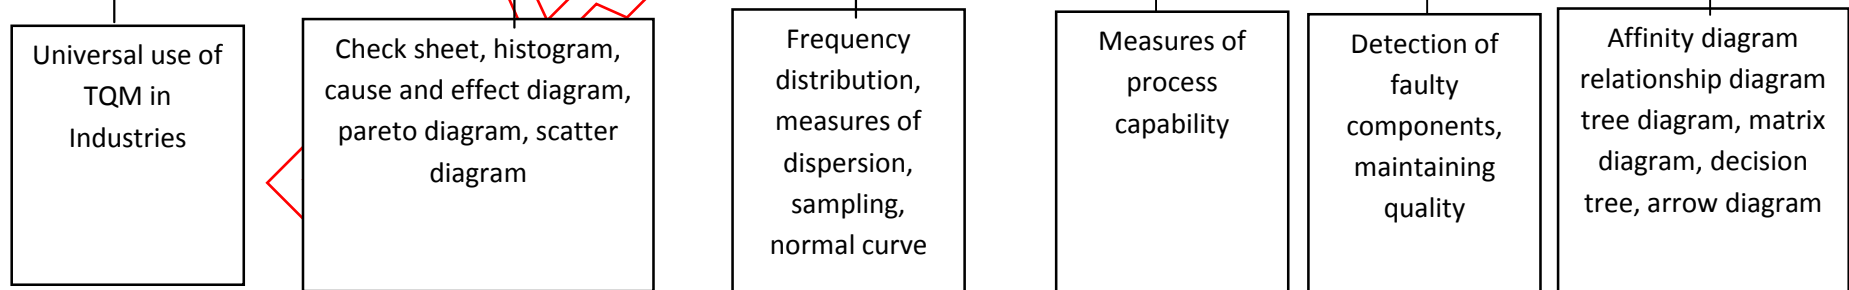 Universal use of
TQM in
Industries
Check sheet, histogram,
cause and effect diagram,
pareto diagram, scatter
diagram
Frequency
distribution,
measures of
dispersion,
sampling,
normal curve
Measures of
process
capability
Detection of
faulty
components,
maintaining
quality
Affinity diagram
relationship diagram
tree diagram, matrix
diagram, decision
tree, arrow diagram